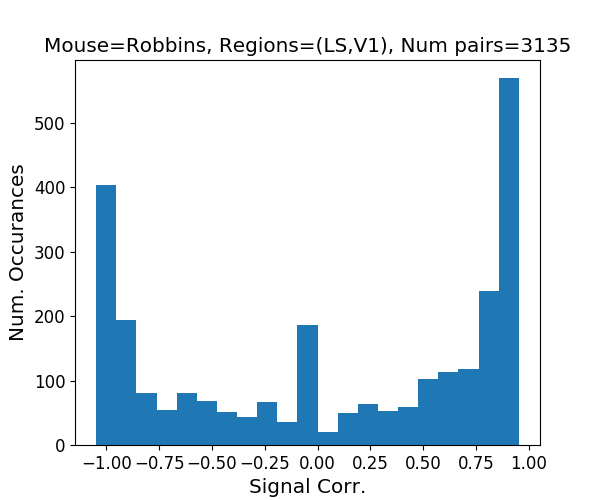 Mouse=Robbins, Regions=(LS,V1), Num pairs=3135
Num. Occurances
500
400
300
200
100
0
−1.00 −0.75 −0.50 −0.25 0.00 0.25 0.50 0.75 1.00
Signal Corr.